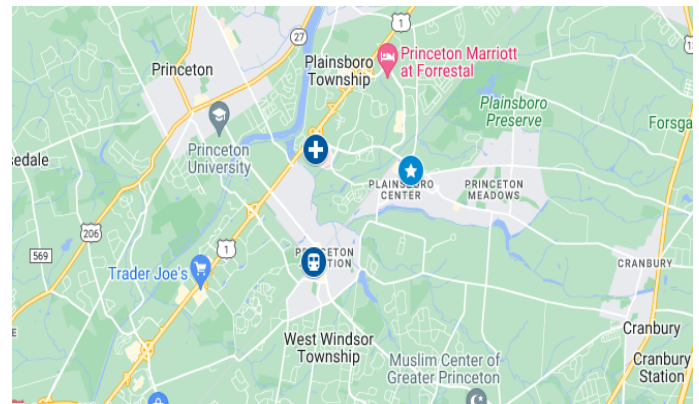 1
27
Plainsboro
Township
Princeton Marriott
at Forrestal
Princeton
Plainsboro
Preserve
Forsga
Princeton
University
sedale
PLAINSBORO
CENTER
PRINCETON
MEADOWS
206
569
1
Trader Joe's
CRANBURY
West Windsor
Township
Cranbury
Muslim Center of
Greater Princeton
Cranbury
Station